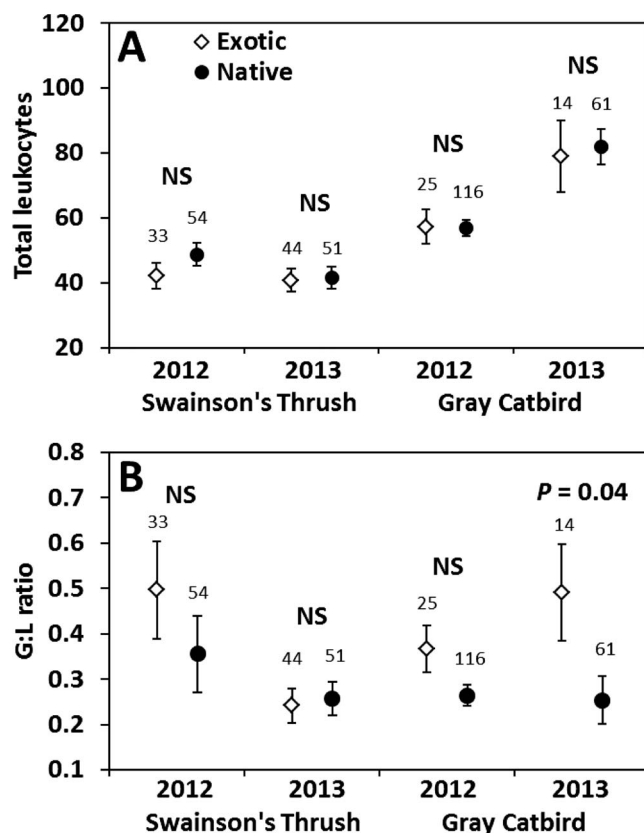 A
Exotic
Native
Total leukocytes
120
100
80
60
40
20
NS
33
54
NS
44
51
NS
25
116
NS
14
61
2012
2013
2012
2013
Swainson's Thrush
Gray Catbird
B
G:L ratio
0.8
0.7
0.6
0.5
0.4
0.3
0.2
0.1
NS
33
54
NS
44
51
NS
25
116
P = 0.04
14
61
2012
2013
2012
2013
Swainson's Thrush
Gray Catbird